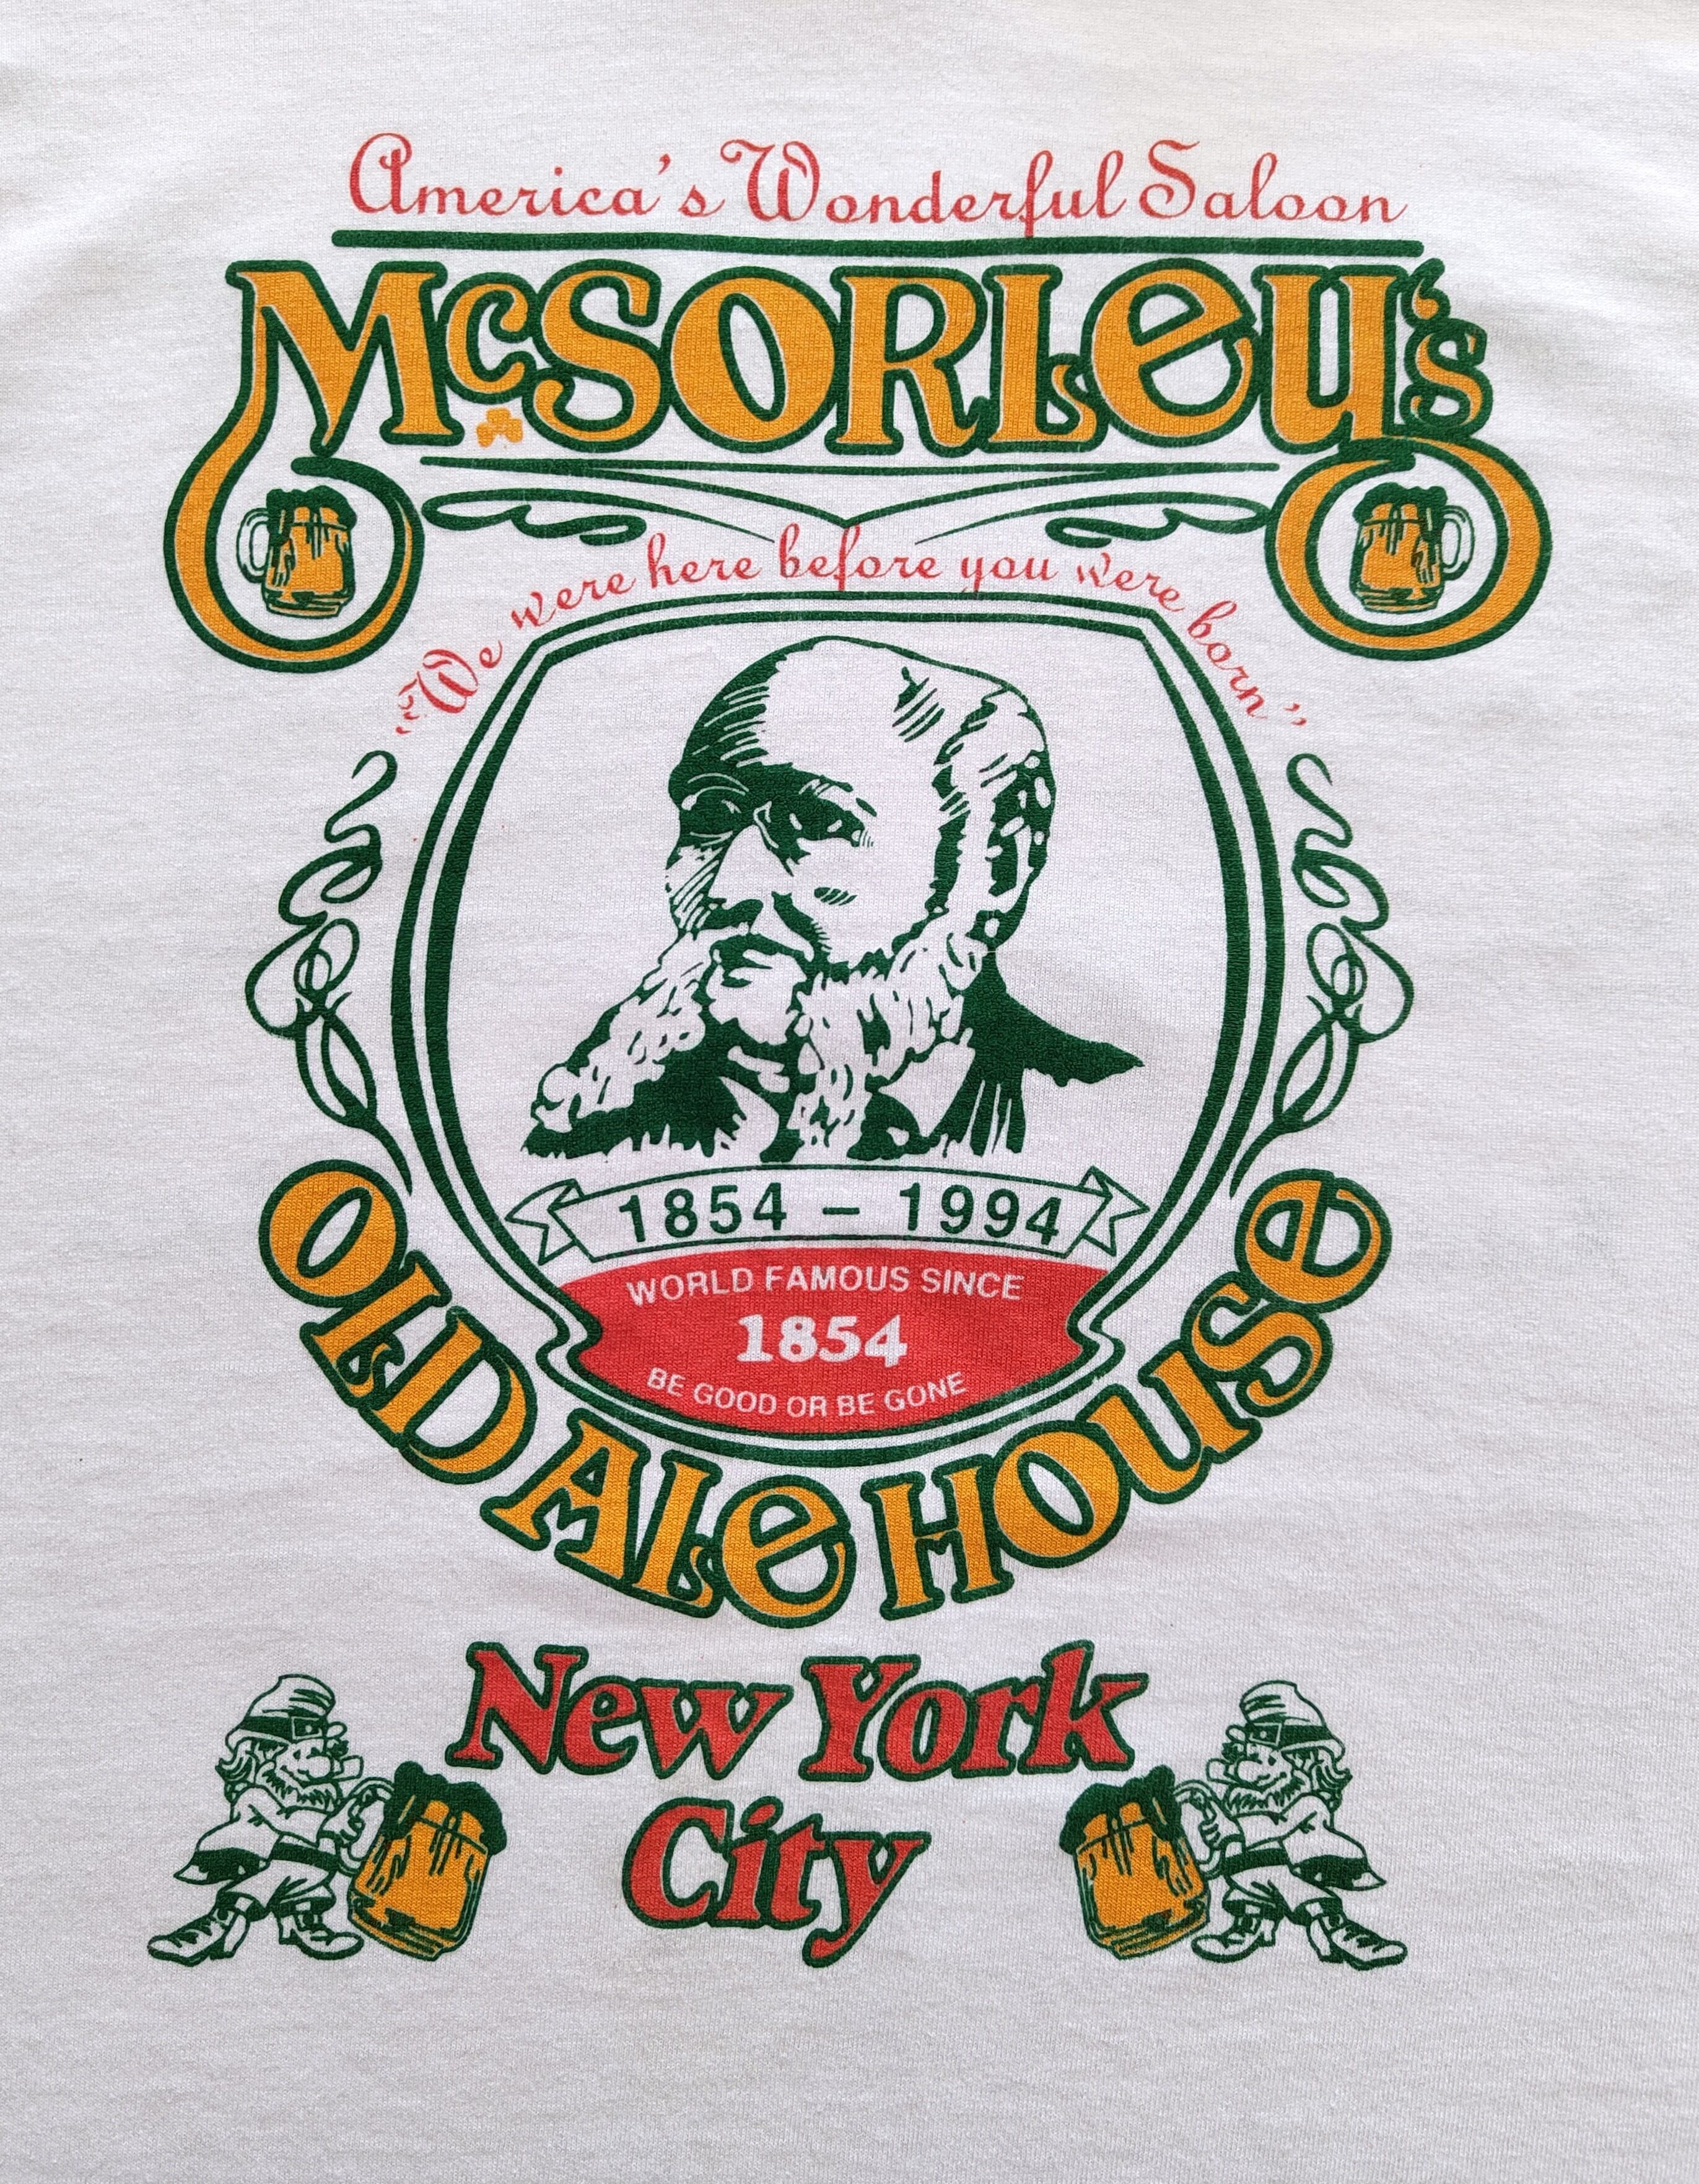 America's Wonderful Saloon
McSORLey's
"We were here before you were born"
1854 – 1994
WORLD FAMOUS SINCE
1854
BE GOOD OR BE GONE
OLD ALe HOUSe
New York
City